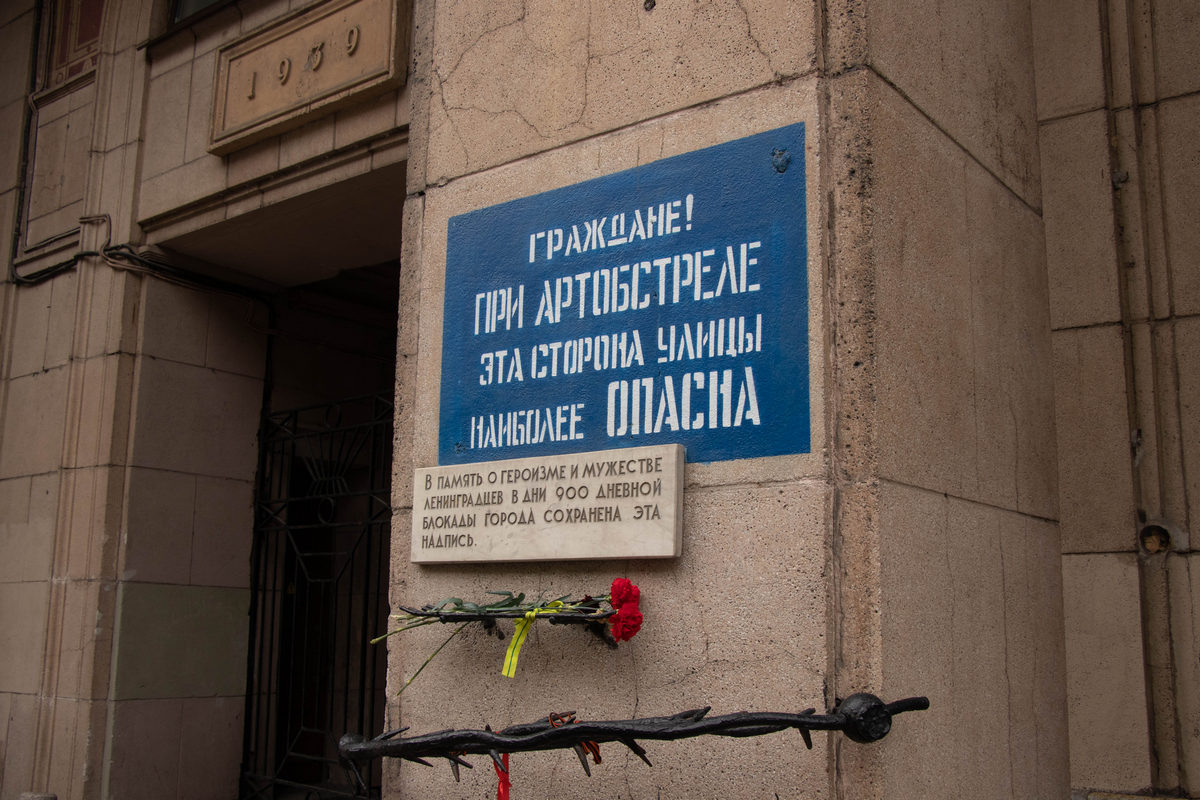 1939
ГРАЖДАНЕ!
ПРИ АРТОБСТРЕЛЕ
ЭТА СТОРОНА УЛИЦЫ
НАИБОЛЕЕ ОПАСНА
В ПАМЯТЬ О ГЕРОИЗМЕ И МУЖЕСТВЕ
ЛЕНИНГРАДЦЕВ В ДНИ 900 ДНЕВНОЙ
БЛОКАДЫ ГОРОДА СОХРАНЕНА ЭТА
НАДПИСЬ.